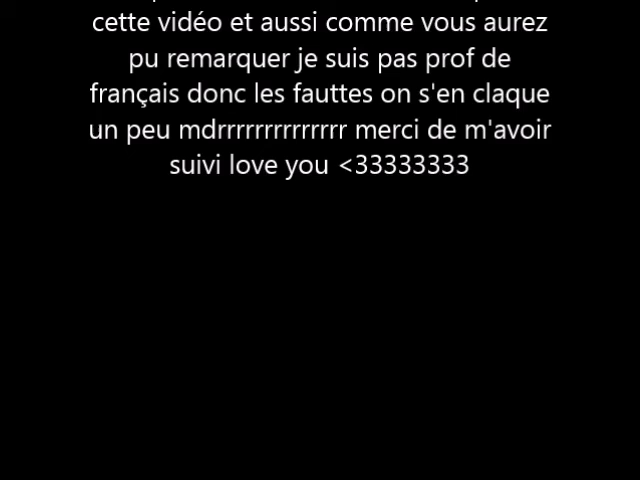 cette vidéo et aussi comme vous aurez
pu remarquer je suis pas prof de
français donc les fauttes on s'en claque
un peu mdrrrrrrrrrrrrrr merci de m'avoir
suivi love you <33333333